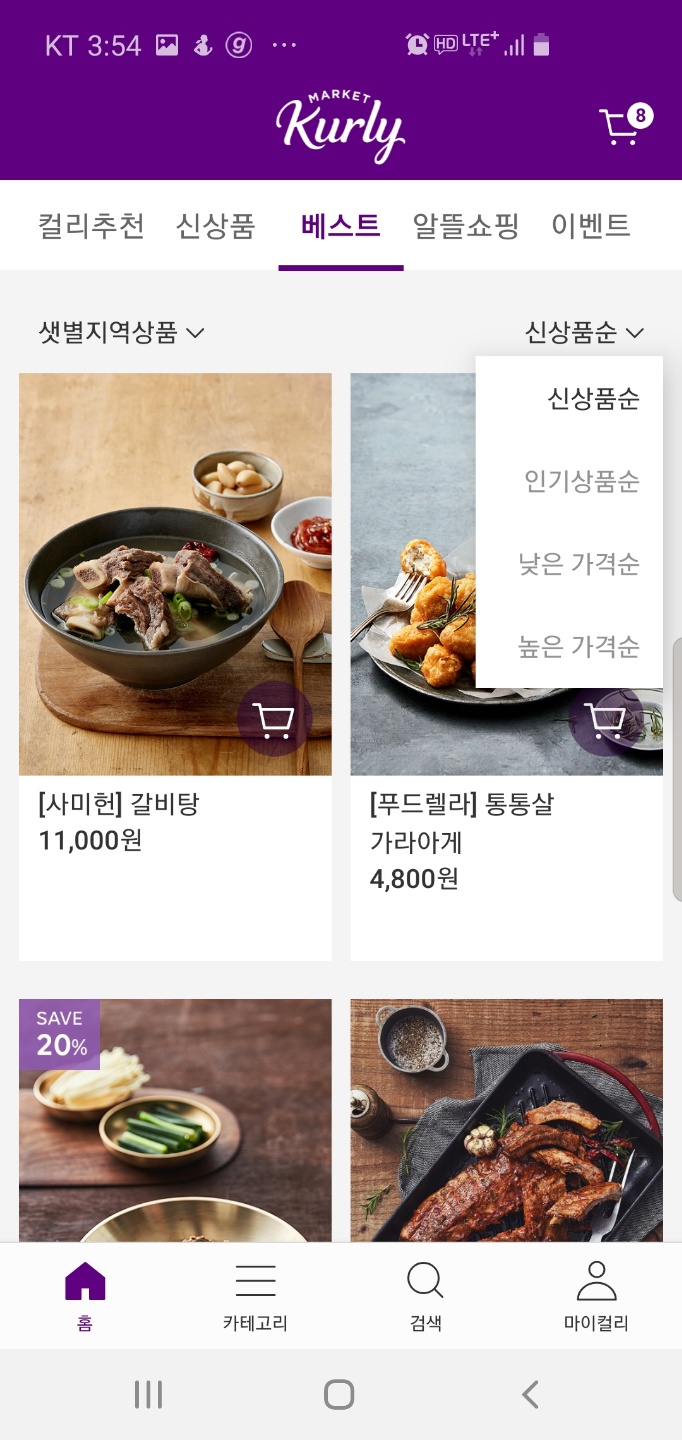 KT 3:54 g ··· HD LTE+
MARKET
Kurly
8
컬리추천 신상품 베스트 알뜰쇼핑 이벤트
샛별지역상품 신상품순
신상품순
인기상품순
낮은 가격순
높은 가격순
[사미헌] 갈비탕
11,000원
[푸드렐라] 통통살
가라아게
4,800원
SAVE
20%
홈 카테고리 검색 마이컬리